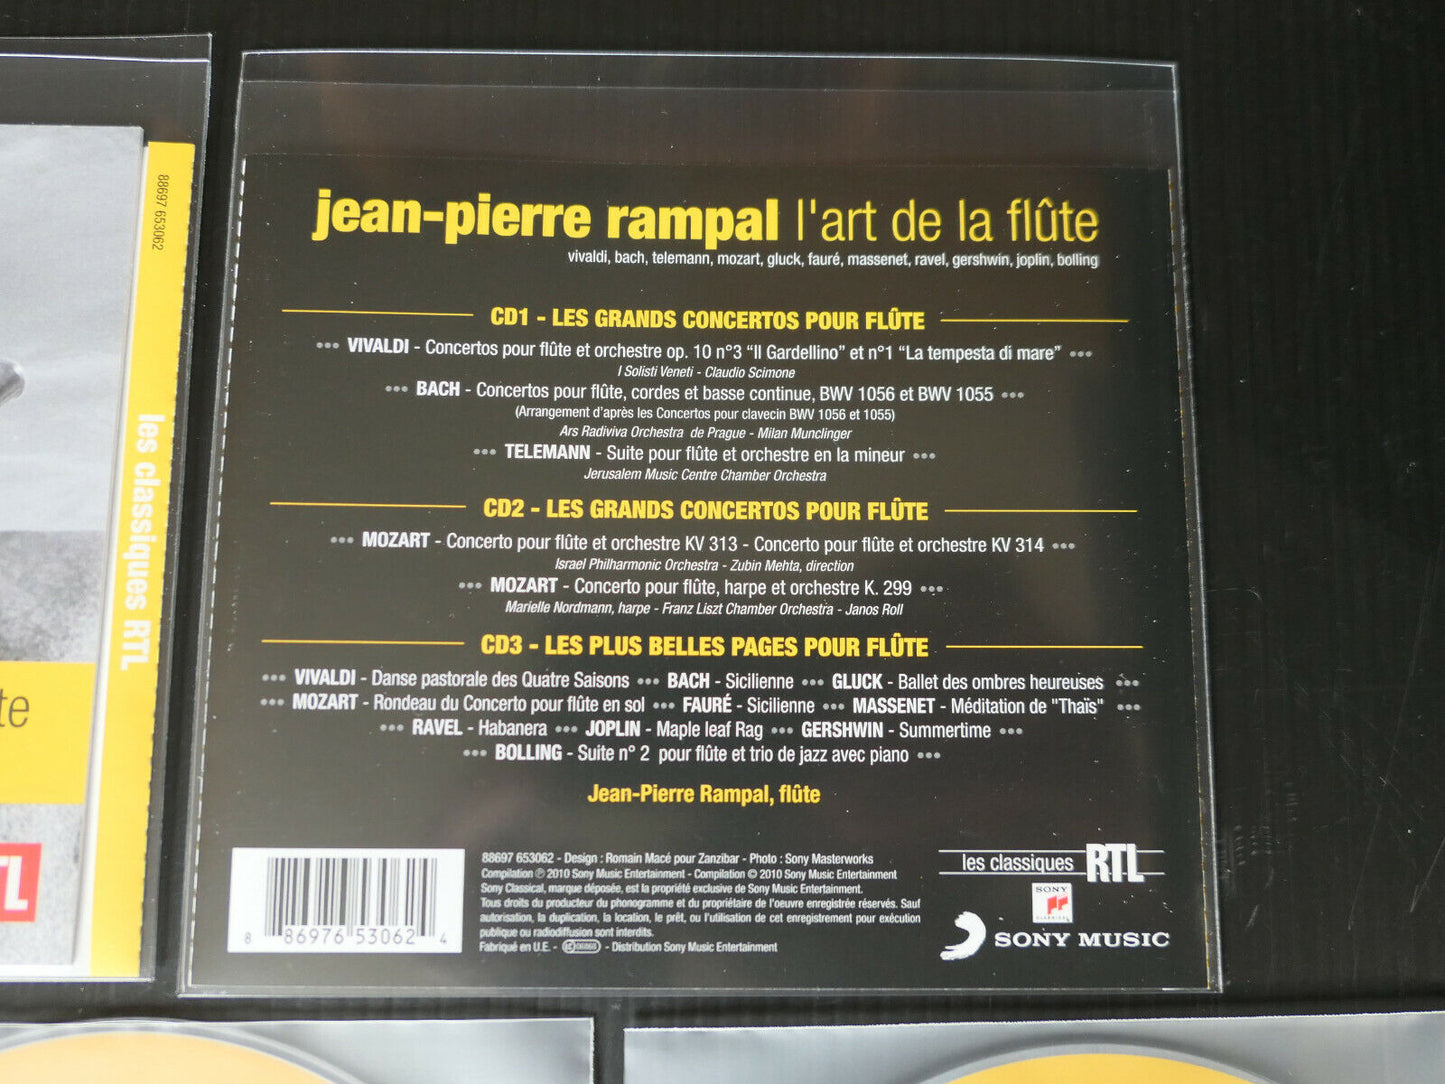 88697 653062
les classiques RTL
te
TL
jean-pierre rampal l'art de la flûte
vivaldi, bach, telemann, mozart, gluck, fauré, massenet, ravel, gershwin, joplin, bolling
CD1 - LES GRANDS CONCERTOS POUR FLÛTE
••• VIVALDI - Concertos pour flûte et orchestre op. 10 n°3 “Il Gardellino” et n°1 “La tempesta di mare” •••
I Solisti Veneti - Claudio Scimone
••• BACH - Concertos pour flûte, cordes et basse continue, BWV 1056 et BWV 1055 •••
(Arrangement d'après les Concertos pour clavecin BWV 1056 et 1055)
Ars Radiviva Orchestra de Prague - Milan Munclinger
••• TELEMANN - Suite pour flûte et orchestre en la mineur •••
Jerusalem Music Centre Chamber Orchestra
CD2 - LES GRANDS CONCERTOS POUR FLÛTE
••• MOZART - Concerto pour flûte et orchestre KV 313 - Concerto pour flûte et orchestre KV 314 •••
Israel Philharmonic Orchestra - Zubin Mehta, direction
••• MOZART - Concerto pour flûte, harpe et orchestre K. 299 •••
Marielle Nordmann, harpe - Franz Liszt Chamber Orchestra - Janos Roll
CD3 - LES PLUS BELLES PAGES POUR FLÛTE
••• VIVALDI - Danse pastorale des Quatre Saisons ••• BACH - Sicilienne ••• GLUCK - Ballet des ombres heureuses •••
••• MOZART - Rondeau du Concerto pour flûte en sol ••• FAURÉ - Sicilienne ••• MASSENET - Méditation de "Thaïs" •••
••• RAVEL - Habanera ••• JOPLIN - Maple leaf Rag ••• GERSHWIN - Summertime •••
••• BOLLING - Suite n° 2 pour flûte et trio de jazz avec piano •••
Jean-Pierre Rampal, flûte
8 86976 53062 4
88697 653062 - Design : Romain Macé pour Zanzibar - Photo : Sony Masterworks
Compilation ℗ 2010 Sony Music Entertainment - Compilation © 2010 Sony Music Entertainment
Sony Classical, marque déposée, est la propriété exclusive de Sony Music Entertainment.
Tous droits du producteur du phonogramme et du propriétaire de l'oeuvre enregistrée réservés. Sauf
autorisation, la duplication, la location, le prêt, ou l'utilisation de cet enregistrement pour exécution
publique ou radiodiffusion sont interdits.
Fabriqué en U.E. - - Distribution Sony Music Entertainment
les classiques RTL
SONY
CLASSICAL
SONY MUSIC